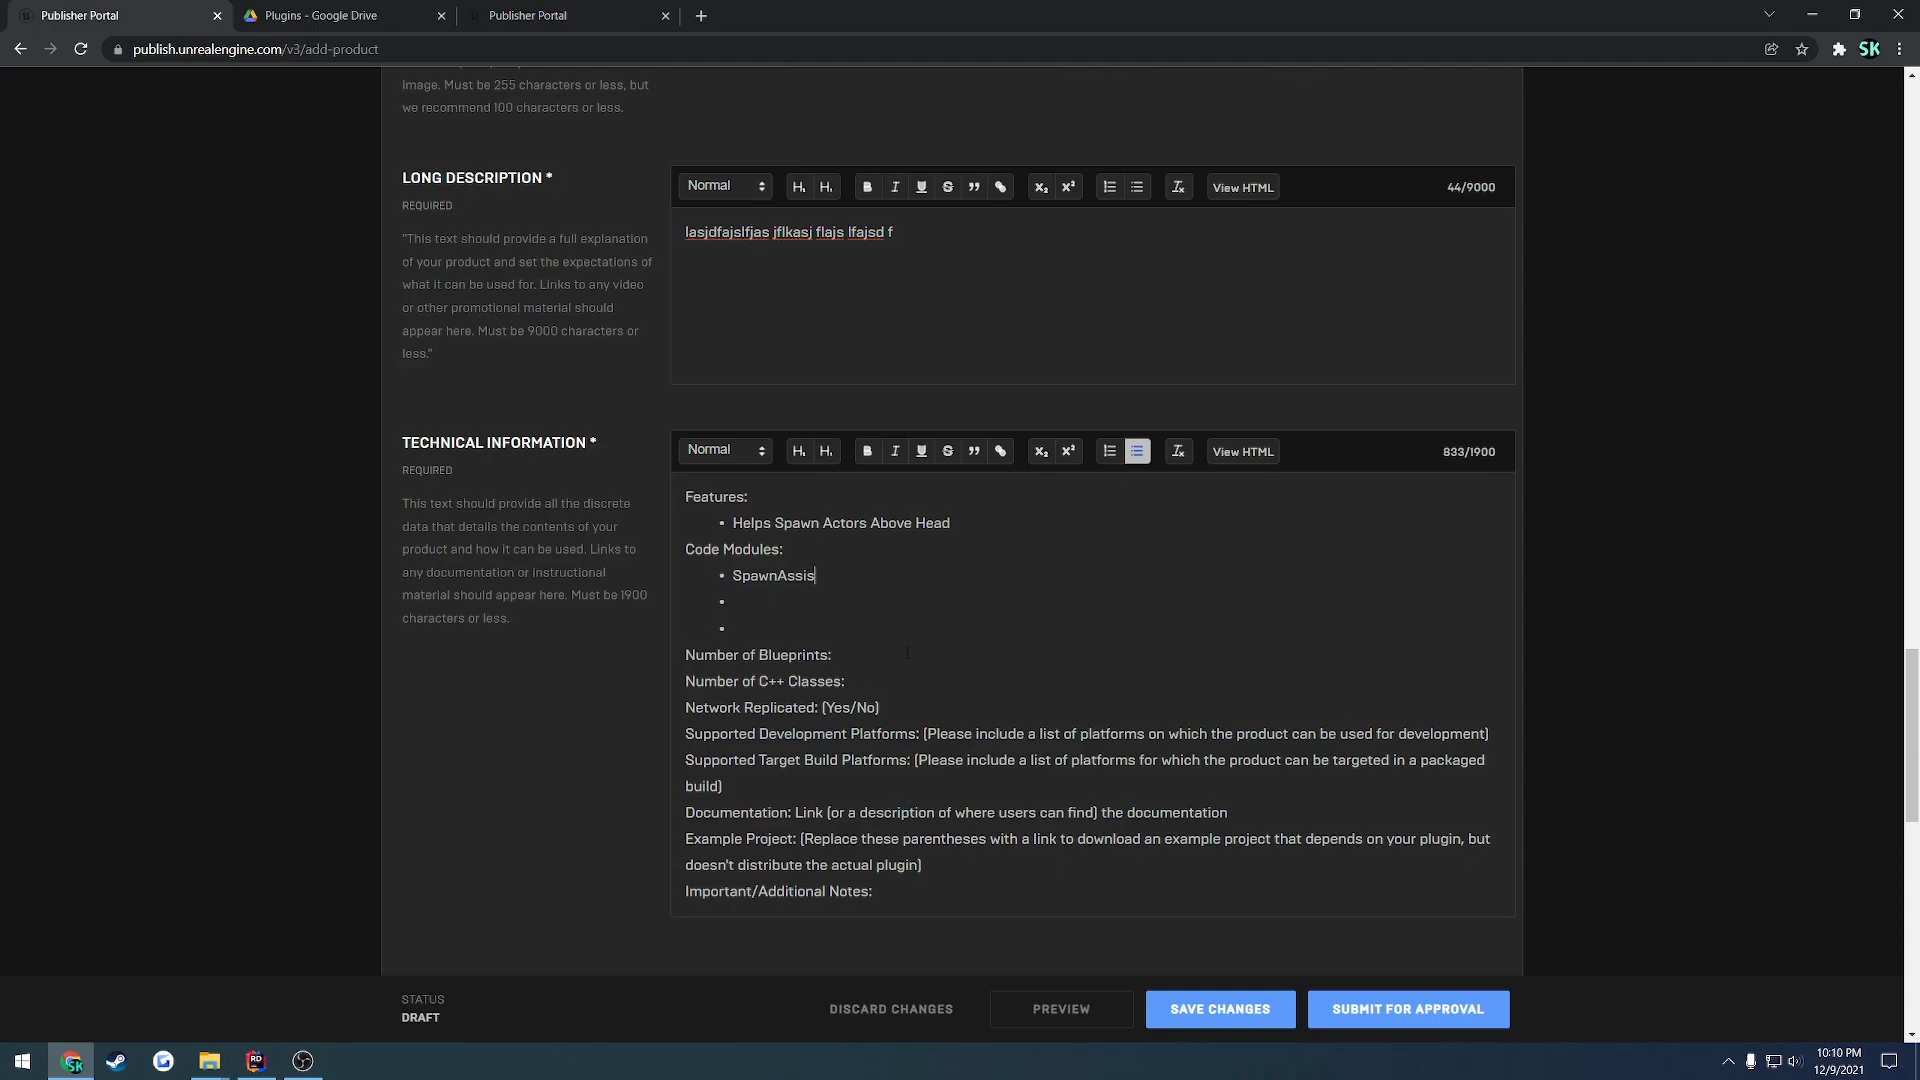 Publisher Portal
Plugins - Google Drive
Publisher Portal
publish.unrealengine.com/v3/add-product
SK
image. Must be 255 characters or less, but
we recommend 100 characters or less.
LONG DESCRIPTION *
REQUIRED
"This text should provide a full explanation
of your product and set the expectations of
what it can be used for. Links to any video
or other promotional material should
appear here. Must be 9000 characters or
less."
Normal H₁ H₁ B I U S x₂ x² View HTML 44/9000
lasjdfajslfjas jflkasj flajs lfajsd f
TECHNICAL INFORMATION *
REQUIRED
This text should provide all the discrete
data that details the contents of your
product and how it can be used. Links to
any documentation or instructional
material should appear here. Must be 1900
characters or less.
Normal H₁ H₁ B I U S x₂ x² View HTML 833/1900
Features:
• Helps Spawn Actors Above Head
Code Modules:
• SpawnAssis
•
•
Number of Blueprints:
Number of C++ Classes:
Network Replicated: (Yes/No)
Supported Development Platforms: (Please include a list of platforms on which the product can be used for development)
Supported Target Build Platforms: (Please include a list of platforms for which the product can be targeted in a packaged
build)
Documentation: Link (or a description of where users can find) the documentation
Example Project: (Replace these parentheses with a link to download an example project that depends on your plugin, but
doesn't distribute the actual plugin)
Important/Additional Notes:
STATUS
DRAFT
DISCARD CHANGES
PREVIEW
SAVE CHANGES
SUBMIT FOR APPROVAL
SK
RD
10:10 PM
12/9/2021